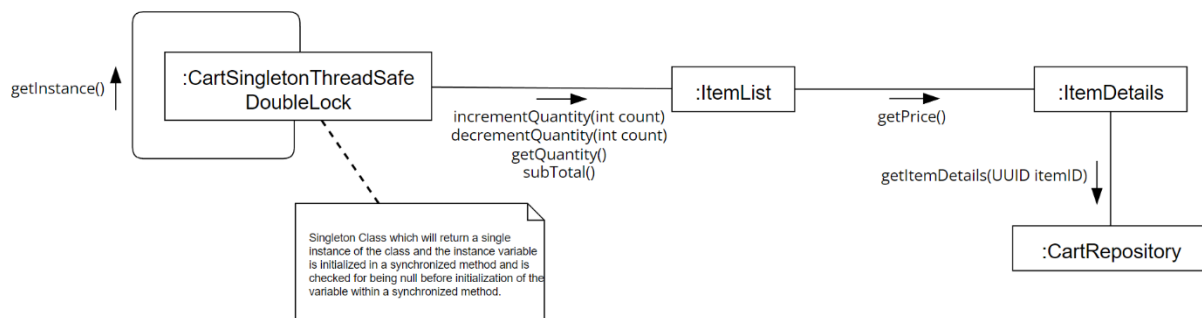 getInstance()
:CartSingletonThreadSafe
DoubleLock
incrementQuantity(int count)
decrementQuantity(int count)
getQuantity()
subTotal()
:ItemList
getPrice()
:ItemDetails
getItemDetails(UUID itemID)
:CartRepository
Singleton Class which will return a single
instance of the class and the instance variable
is initialized in a synchronized method and is
checked for being null before initialization of the
variable within a synchronized method.